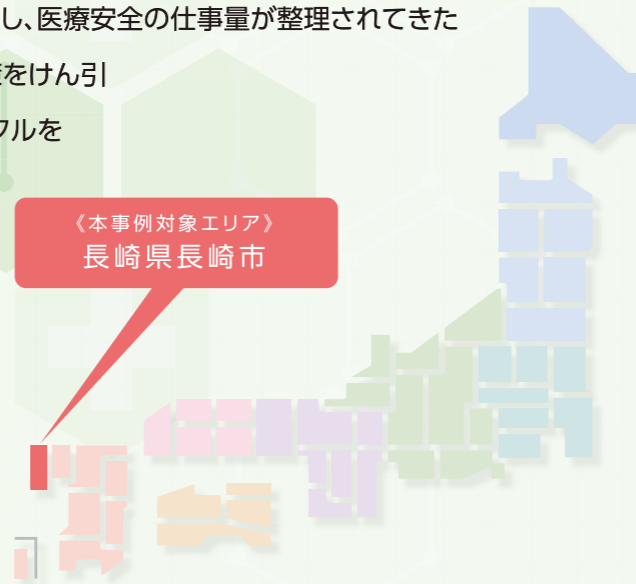 し、医療安全の仕事量が整理されてきた
をけん引
クルを
《本事例対象エリア》
長崎県長崎市